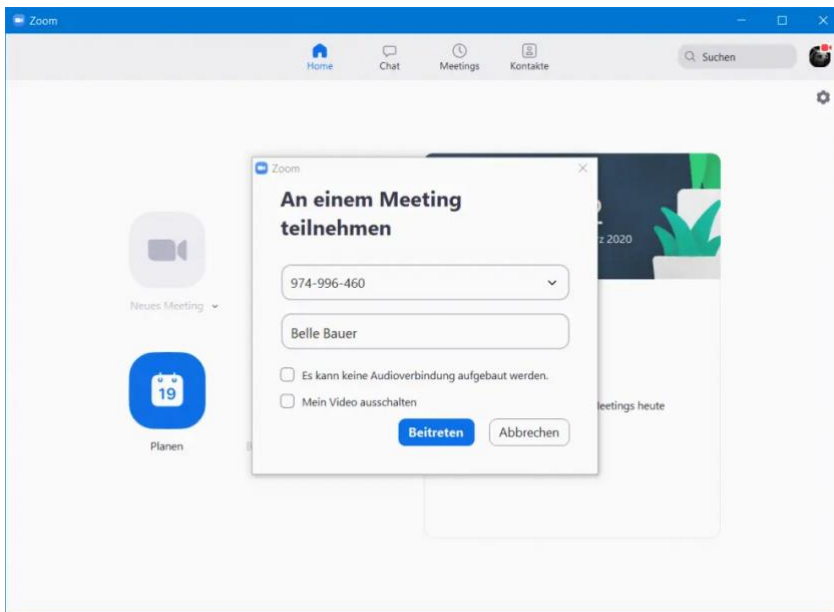 Zoom
Home
Chat
Meetings
Kontakte
Suchen
Zoom
An einem Meeting
teilnehmen
z 2020
974-996-460
Neues Meeting
Belle Bauer
Es kann keine Audioverbindung aufgebaut werden.
19
Mein Video ausschalten
eetings heute
Beitreten
Abbrechen
Planen